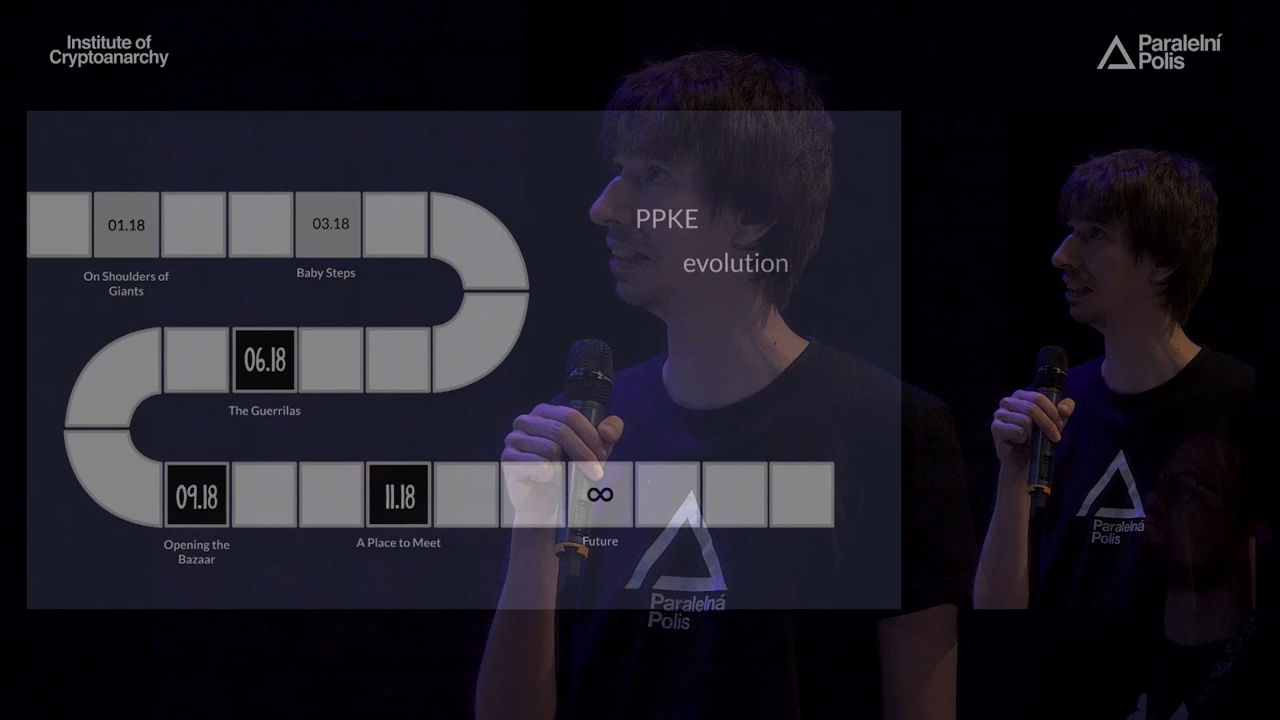 Institute of
Cryptoanarchy
Paralelní
Polis
01.18
03.18
On Shoulders of
Giants
Baby Steps
PPKE
evolution
06.18
The Guerrilas
09.18
11.18
∞
Opening the
Bazaar
A Place to Meet
Future
Paralelná
Polis
Paralelná
Polis